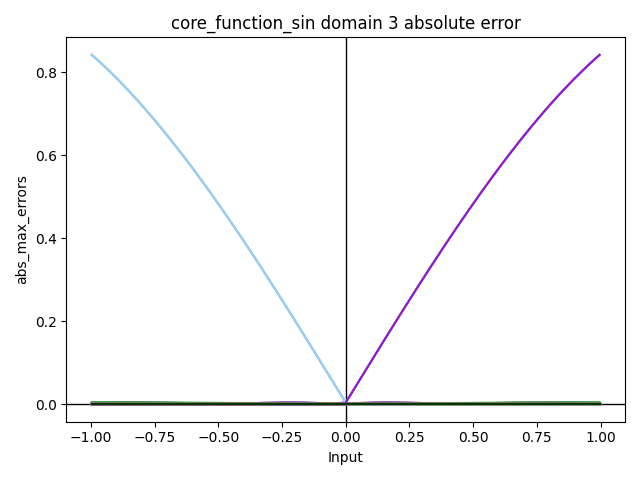 core_function_sin domain 3 absolute error
abs_max_errors
0.8
0.6
0.4
0.2
0.0
−1.00 −0.75 −0.50 −0.25 0.00 0.25 0.50 0.75 1.00
Input